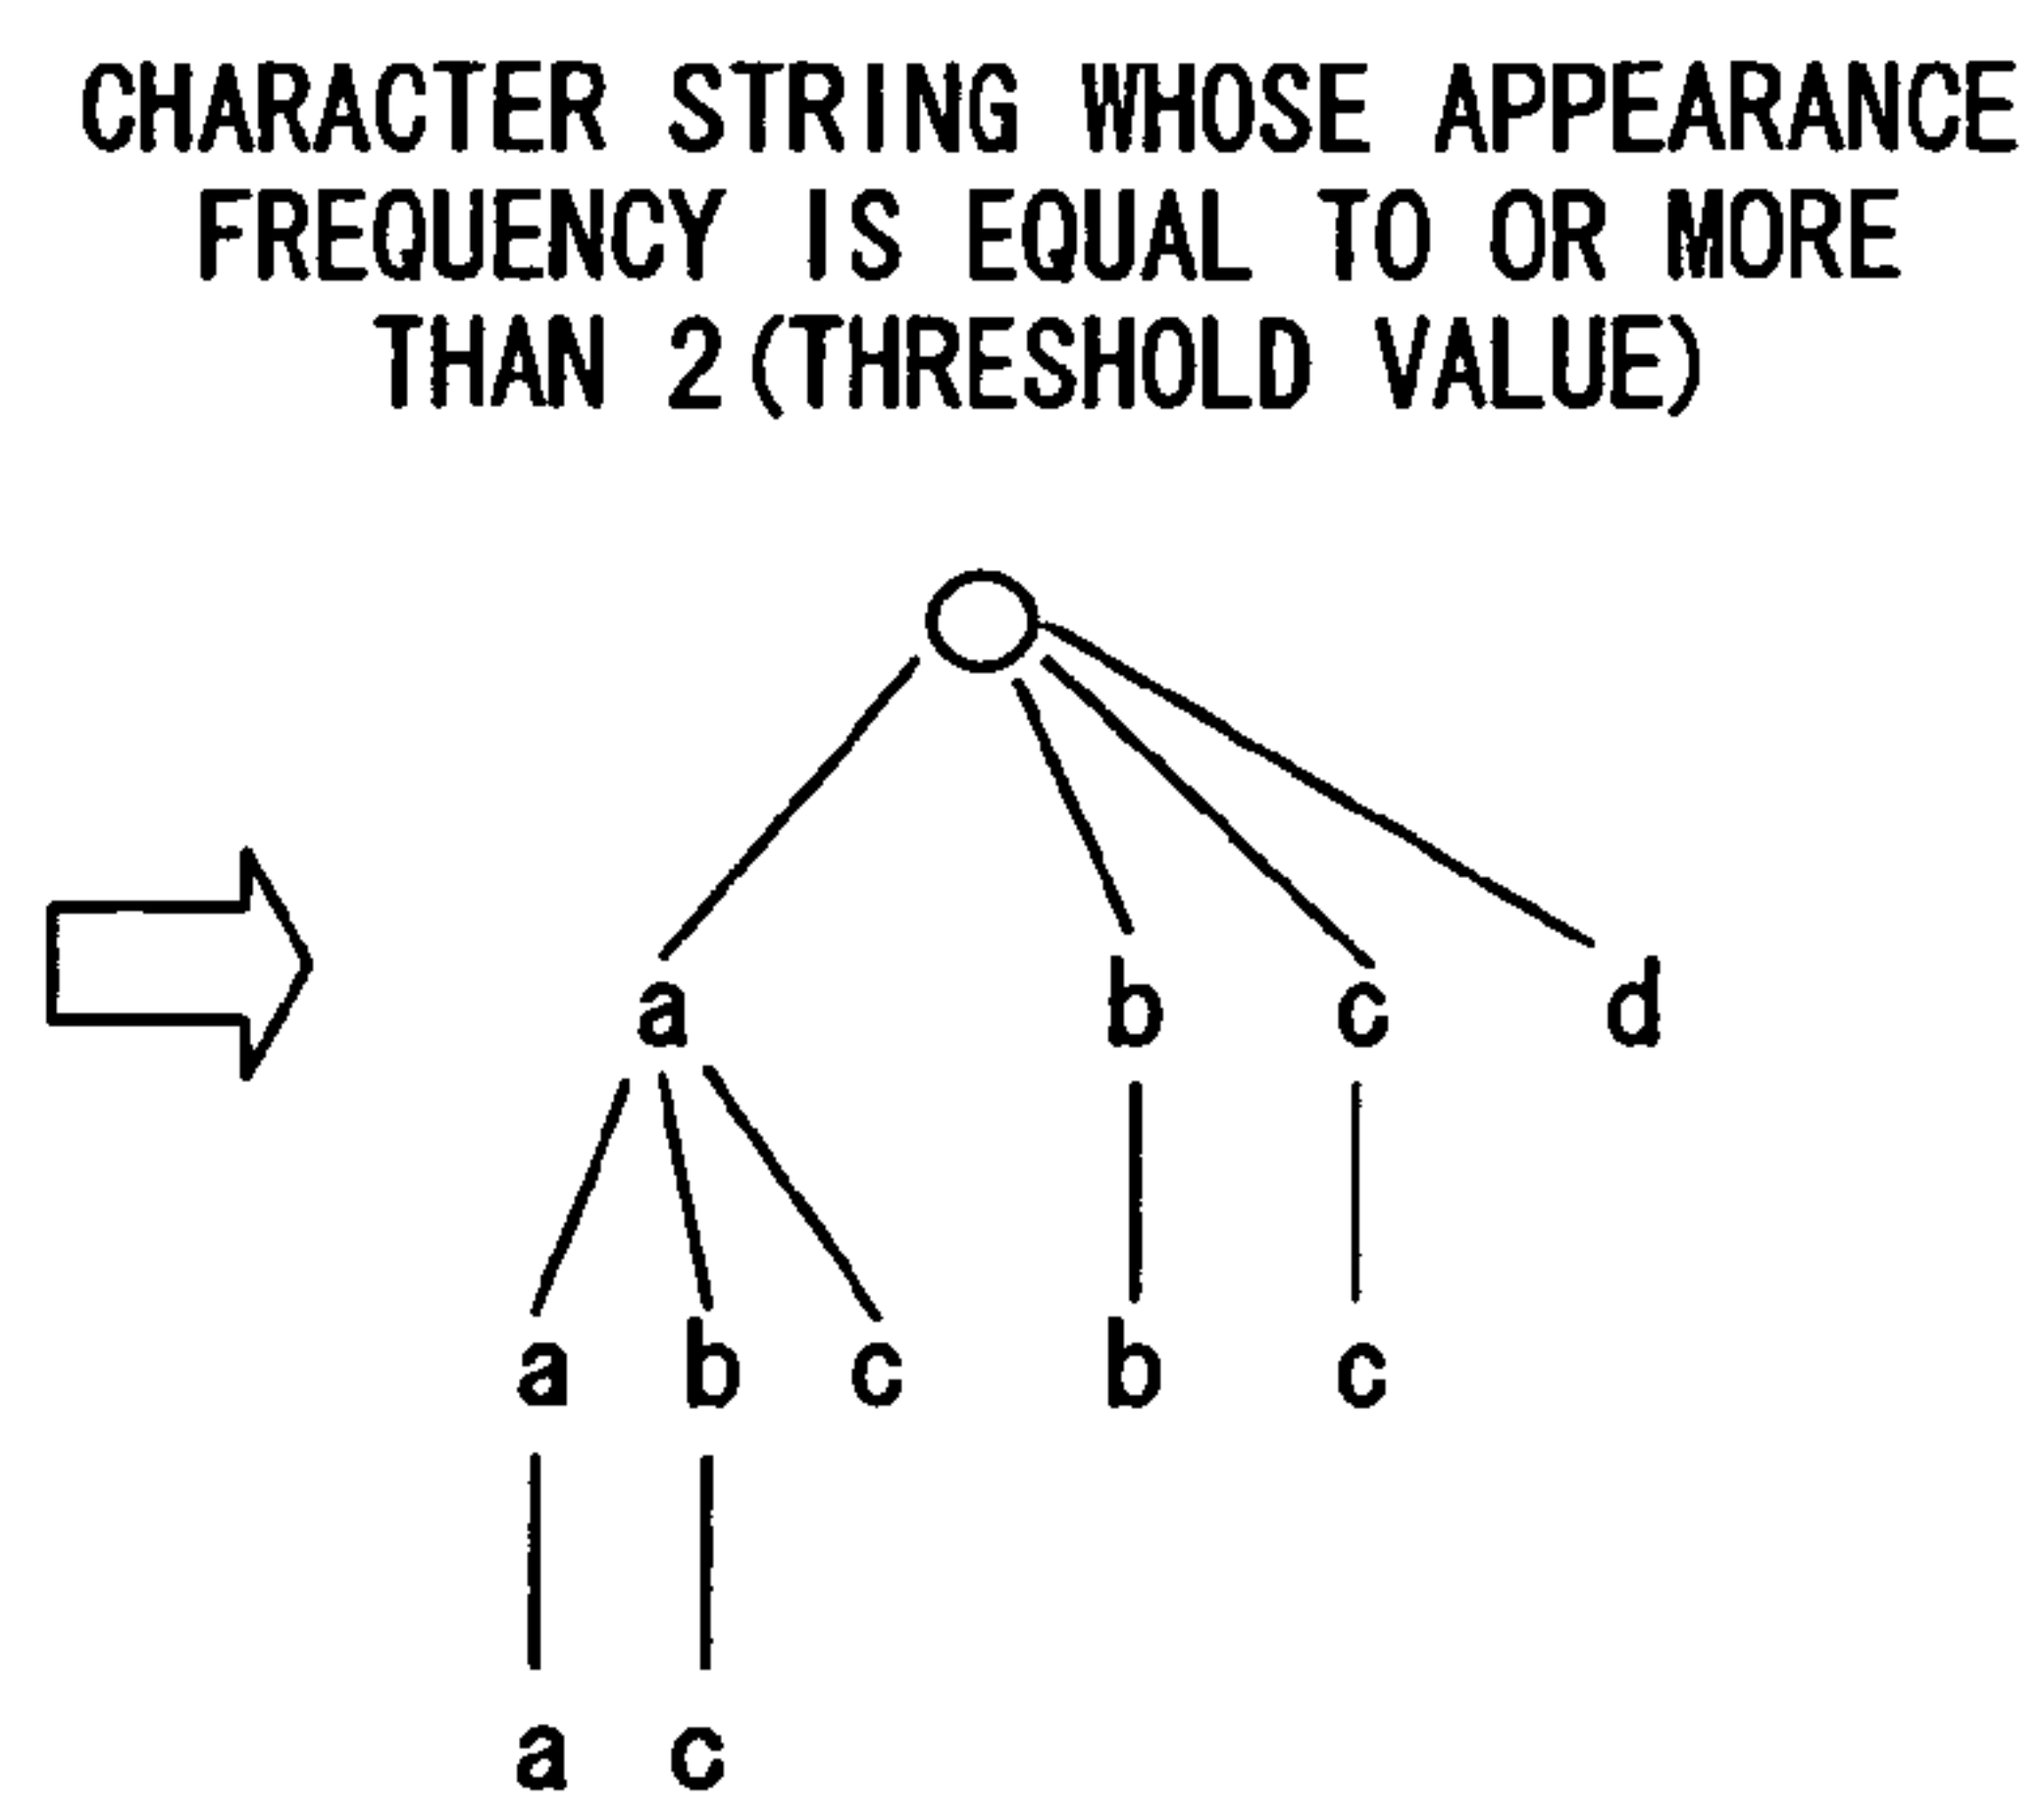 CHARACTER STRING WHOSE APPEARANCE
FREQUENCY IS EQUAL TO OR MORE
THAN 2(THRESHOLD VALUE)
a b c d
a b c b c
a c